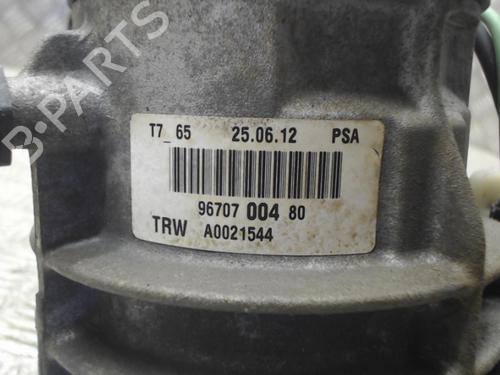 B-PARTS
T7_65 25.06.12 PSA
96707 004 80
TRW A0021544